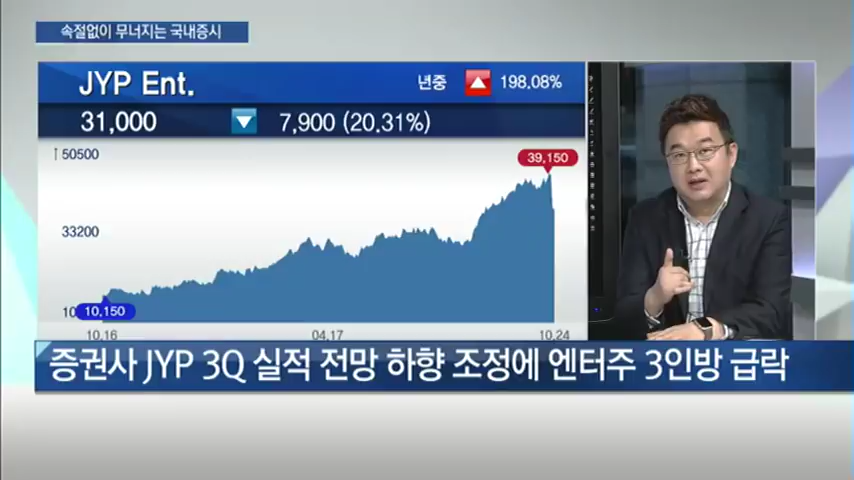 속절없이 무너지는 국내증시
JYP Ent.
년중 ▲ 198.08%
31,000 ▼ 7,900 (20.31%)
↑50500
39,150
33200
10
10,150
10.16
04.17
10.24
증권사 JYP 3Q 실적 전망 하향 조정에 엔터주 3인방 급락